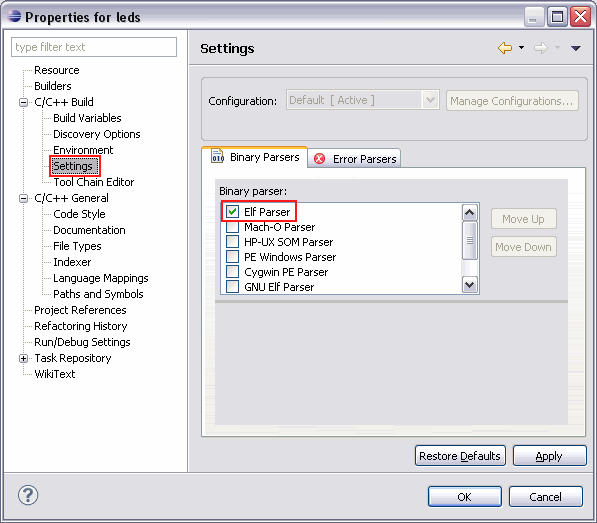 Properties for leds
type filter text
Resource
Builders
C/C++ Build
Build Variables
Discovery Options
Environment
Settings
Tool Chain Editor
C/C++ General
Code Style
Documentation
File Types
Indexer
Language Mappings
Paths and Symbols
Project References
Refactoring History
Run/Debug Settings
Task Repository
WikiText
Settings
Configuration: Default [ Active ] Manage Configurations...
Binary Parsers Error Parsers
Binary parser:
Elf Parser
Mach-O Parser
HP-UX SOM Parser
PE Windows Parser
Cygwin PE Parser
GNU Elf Parser
Move Up
Move Down
Restore Defaults Apply
OK Cancel